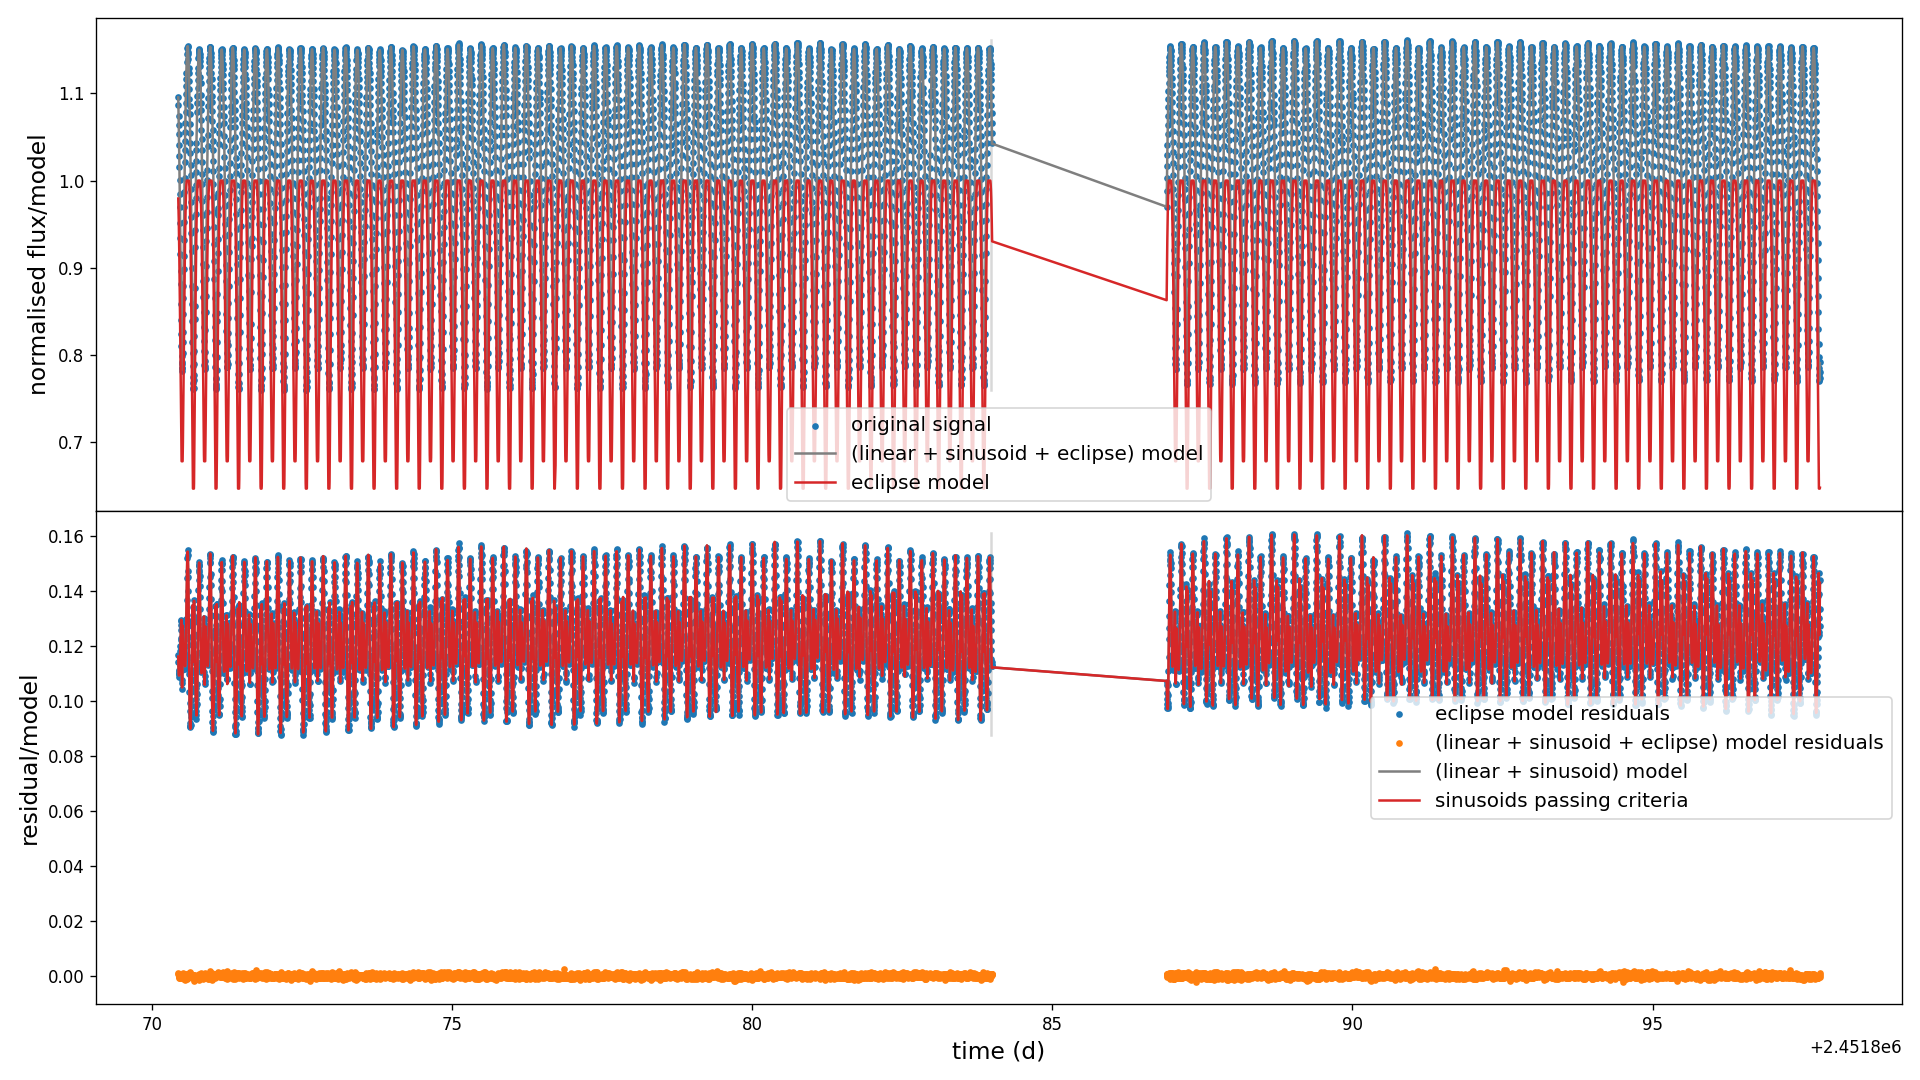 normalised flux/model
1.1
1.0
0.9
0.8
0.7
original signal
(linear + sinusoid + eclipse) model
eclipse model
residual/model
0.16
0.14
0.12
0.10
0.08
0.06
0.04
0.02
0.00
eclipse model residuals
(linear + sinusoid + eclipse) model residuals
(linear + sinusoid) model
sinusoids passing criteria
70
75
80
85
90
95
time (d)
+2.4518e6